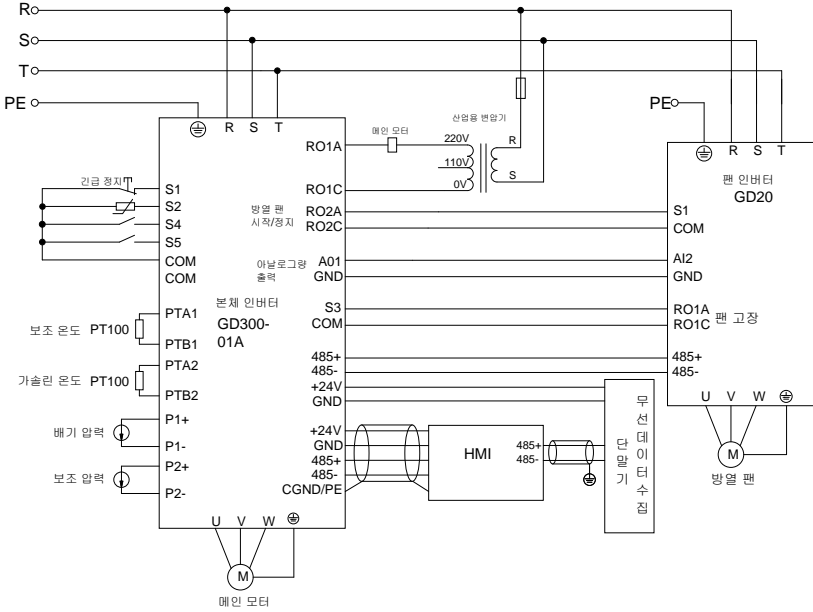 R
S
T
PE
R S T
긴급 정지
S1
S2
S4
S5
COM
COM
보조 온도 PT100
PTA1
PTB1
가솔린 온도 PT100
PTA2
PTB2
배기 압력
P1+
P1-
보조 압력
P2+
P2-
본체 인버터
GD300-
01A
RO1A
RO1C
방열 팬
시작/정지
RO2A
RO2C
아날로그량
출력
A01
GND
S3
COM
485+
485-
+24V
GND
+24V
GND
485+
485-
CGND/PE
U V W
M
메인 모터
메인 모터
산업용 변압기
220V
110V
0V
R
S
HMI
485+
485-
무선데이터수집
단말기
PE
R S T
팬 인버터
GD20
S1
COM
AI2
GND
RO1A
RO1C
팬 고장
485+
485-
U V W
M
방열 팬